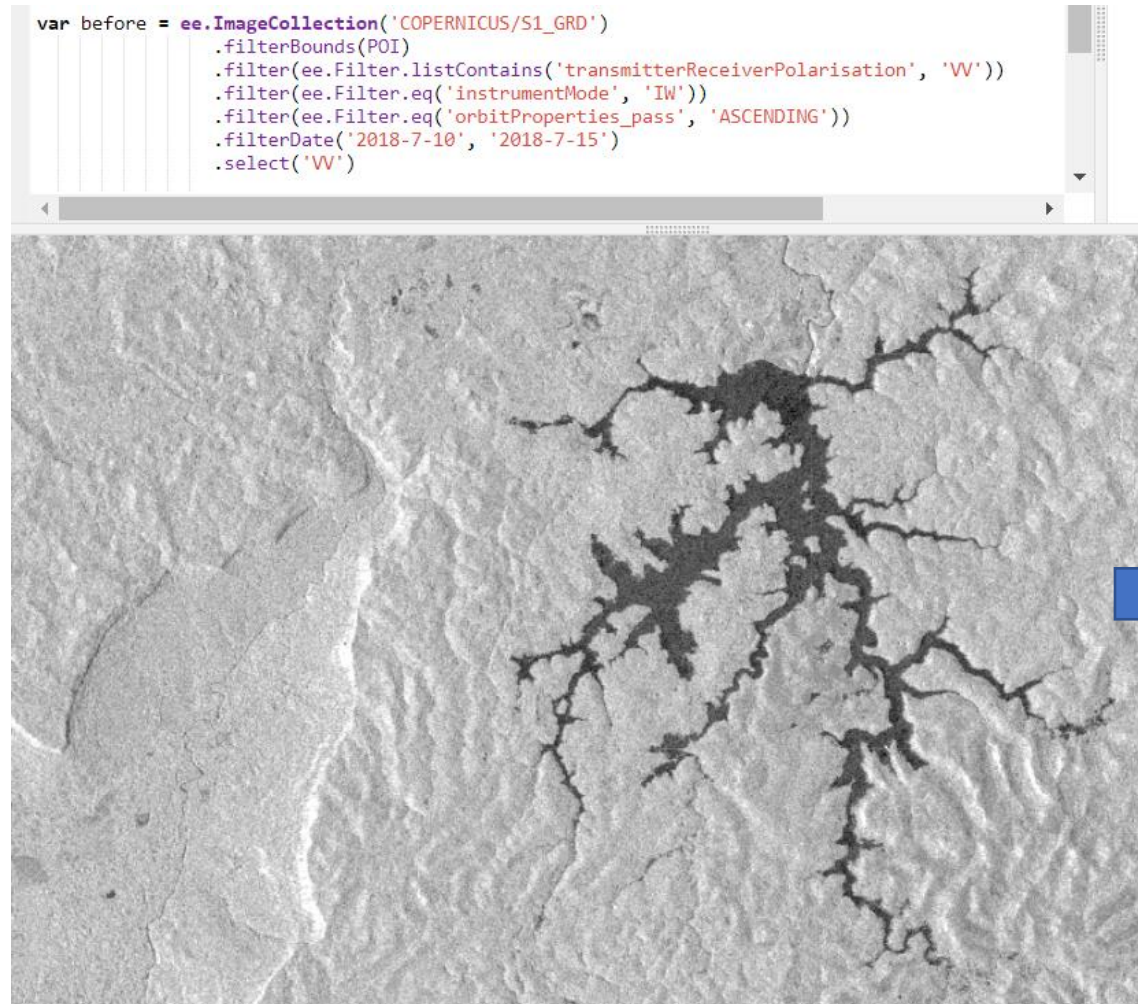 var before = ee.ImageCollection('COPERNICUS/S1_GRD')
.filterBounds(POI)
.filter(ee.Filter.listContains('transmitterReceiverPolarisation', 'VV'))
.filter(ee.Filter.eq('instrumentMode', 'IW'))
.filter(ee.Filter.eq('orbitProperties_pass', 'ASCENDING'))
.filterDate('2018-7-10', '2018-7-15')
.select('VV')